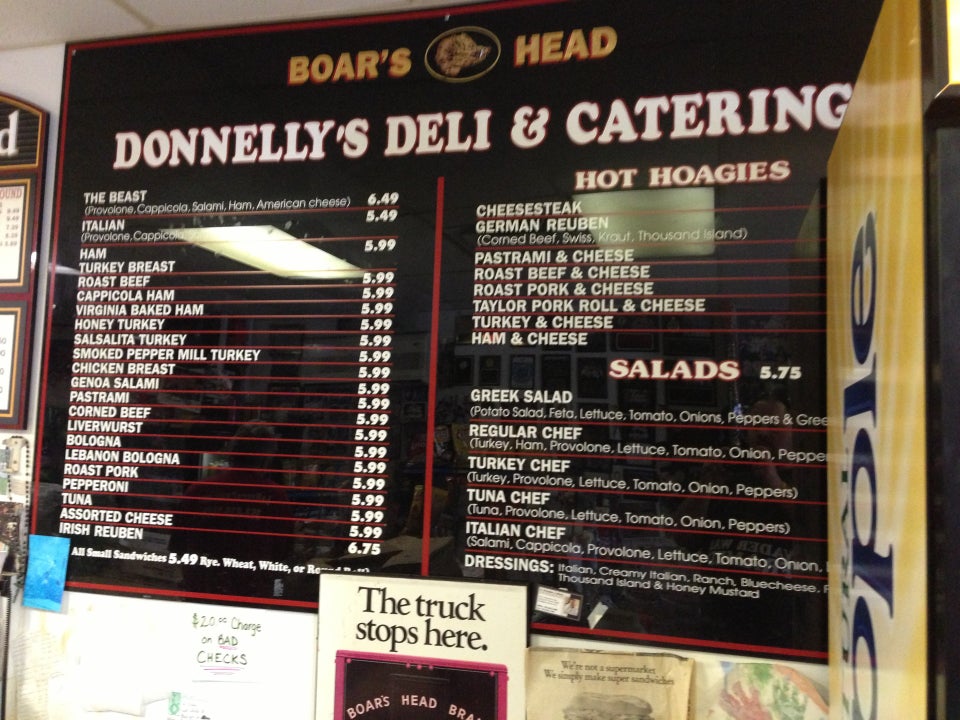 BOAR'S HEAD
DONNELLY'S DELI & CATERING
THE BEAST 6.49
(Provolone, Cappicola, Salami, Ham, American cheese)
ITALIAN 5.49
(Provolone, Cappicola
HAM 5.99
TURKEY BREAST
ROAST BEEF 5.99
CAPPICOLA HAM 5.99
VIRGINIA BAKED HAM 5.99
HONEY TURKEY 5.99
SALSALITA TURKEY 5.99
SMOKED PEPPER MILL TURKEY 5.99
CHICKEN BREAST 5.99
GENOA SALAMI 5.99
PASTRAMI 5.99
CORNED BEEF 5.99
LIVERWURST 5.99
BOLOGNA 5.99
LEBANON BOLOGNA 5.99
ROAST PORK 5.99
PEPPERONI 5.99
TUNA 5.99
ASSORTED CHEESE 5.99
IRISH REUBEN 6.75
All Small Sandwiches 5.49 Rye, Wheat, White, or
HOT HOAGIES
CHEESESTEAK
GERMAN REUBEN
(Corned Beef, Swiss, Kraut, Thousand Island)
PASTRAMI & CHEESE
ROAST BEEF & CHEESE
ROAST PORK & CHEESE
TAYLOR PORK ROLL & CHEESE
TURKEY & CHEESE
HAM & CHEESE
SALADS 5.75
GREEK SALAD
(Potato Salad, Feta, Lettuce, Tomato, Onions, Peppers & Gree
REGULAR CHEF
(Turkey, Ham, Provolone, Lettuce, Tomato, Onion, Peppe
TURKEY CHEF
(Turkey, Provolone, Lettuce, Tomato, Onion, Peppers)
TUNA CHEF
(Tuna, Provolone, Lettuce, Tomato, Onion, Peppers)
ITALIAN CHEF
(Salami, Cappicola, Provolone, Lettuce, Tomato, Onion,
DRESSINGS: Italian, Creamy Italian, Ranch, Bluecheese,
Thousand Island & Honey Mustard
$20.00 Charge
on BAD
CHECKS
The truck
stops here.
BOAR'S HEAD BRA
We're not a supermarket
We simply make super sandwiches
pple